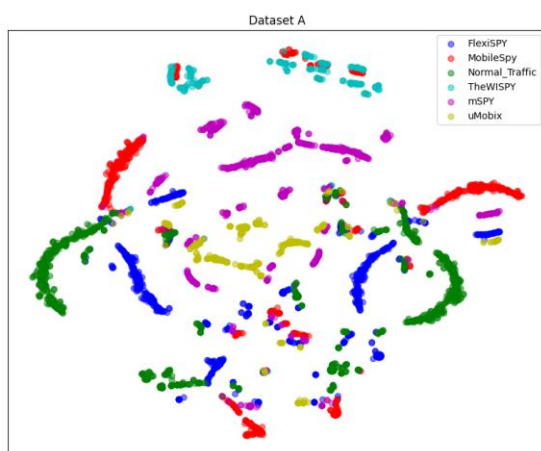 Dataset A
FlexiSPY
MobileSpy
Normal_Traffic
TheWISPY
mSPY
uMobix